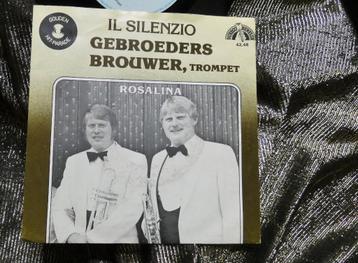 GOUDEN
HIT-PARADE
IL SILENZIO
GEBROEDERS
BROUWER, TROMPET
42.48
ROSALINA